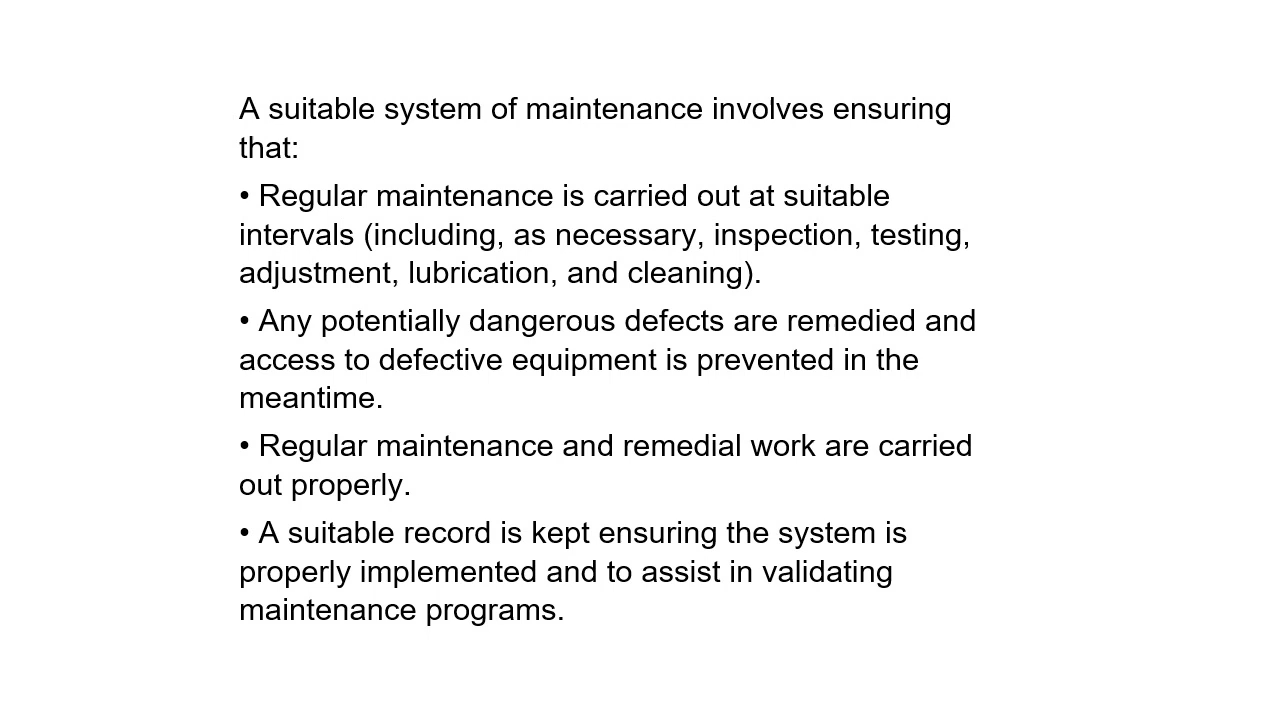 A suitable system of maintenance involves ensuring
that:
• Regular maintenance is carried out at suitable
intervals (including, as necessary, inspection, testing,
adjustment, lubrication, and cleaning).
• Any potentially dangerous defects are remedied and
access to defective equipment is prevented in the
meantime.
• Regular maintenance and remedial work are carried
out properly.
• A suitable record is kept ensuring the system is
properly implemented and to assist in validating
maintenance programs.